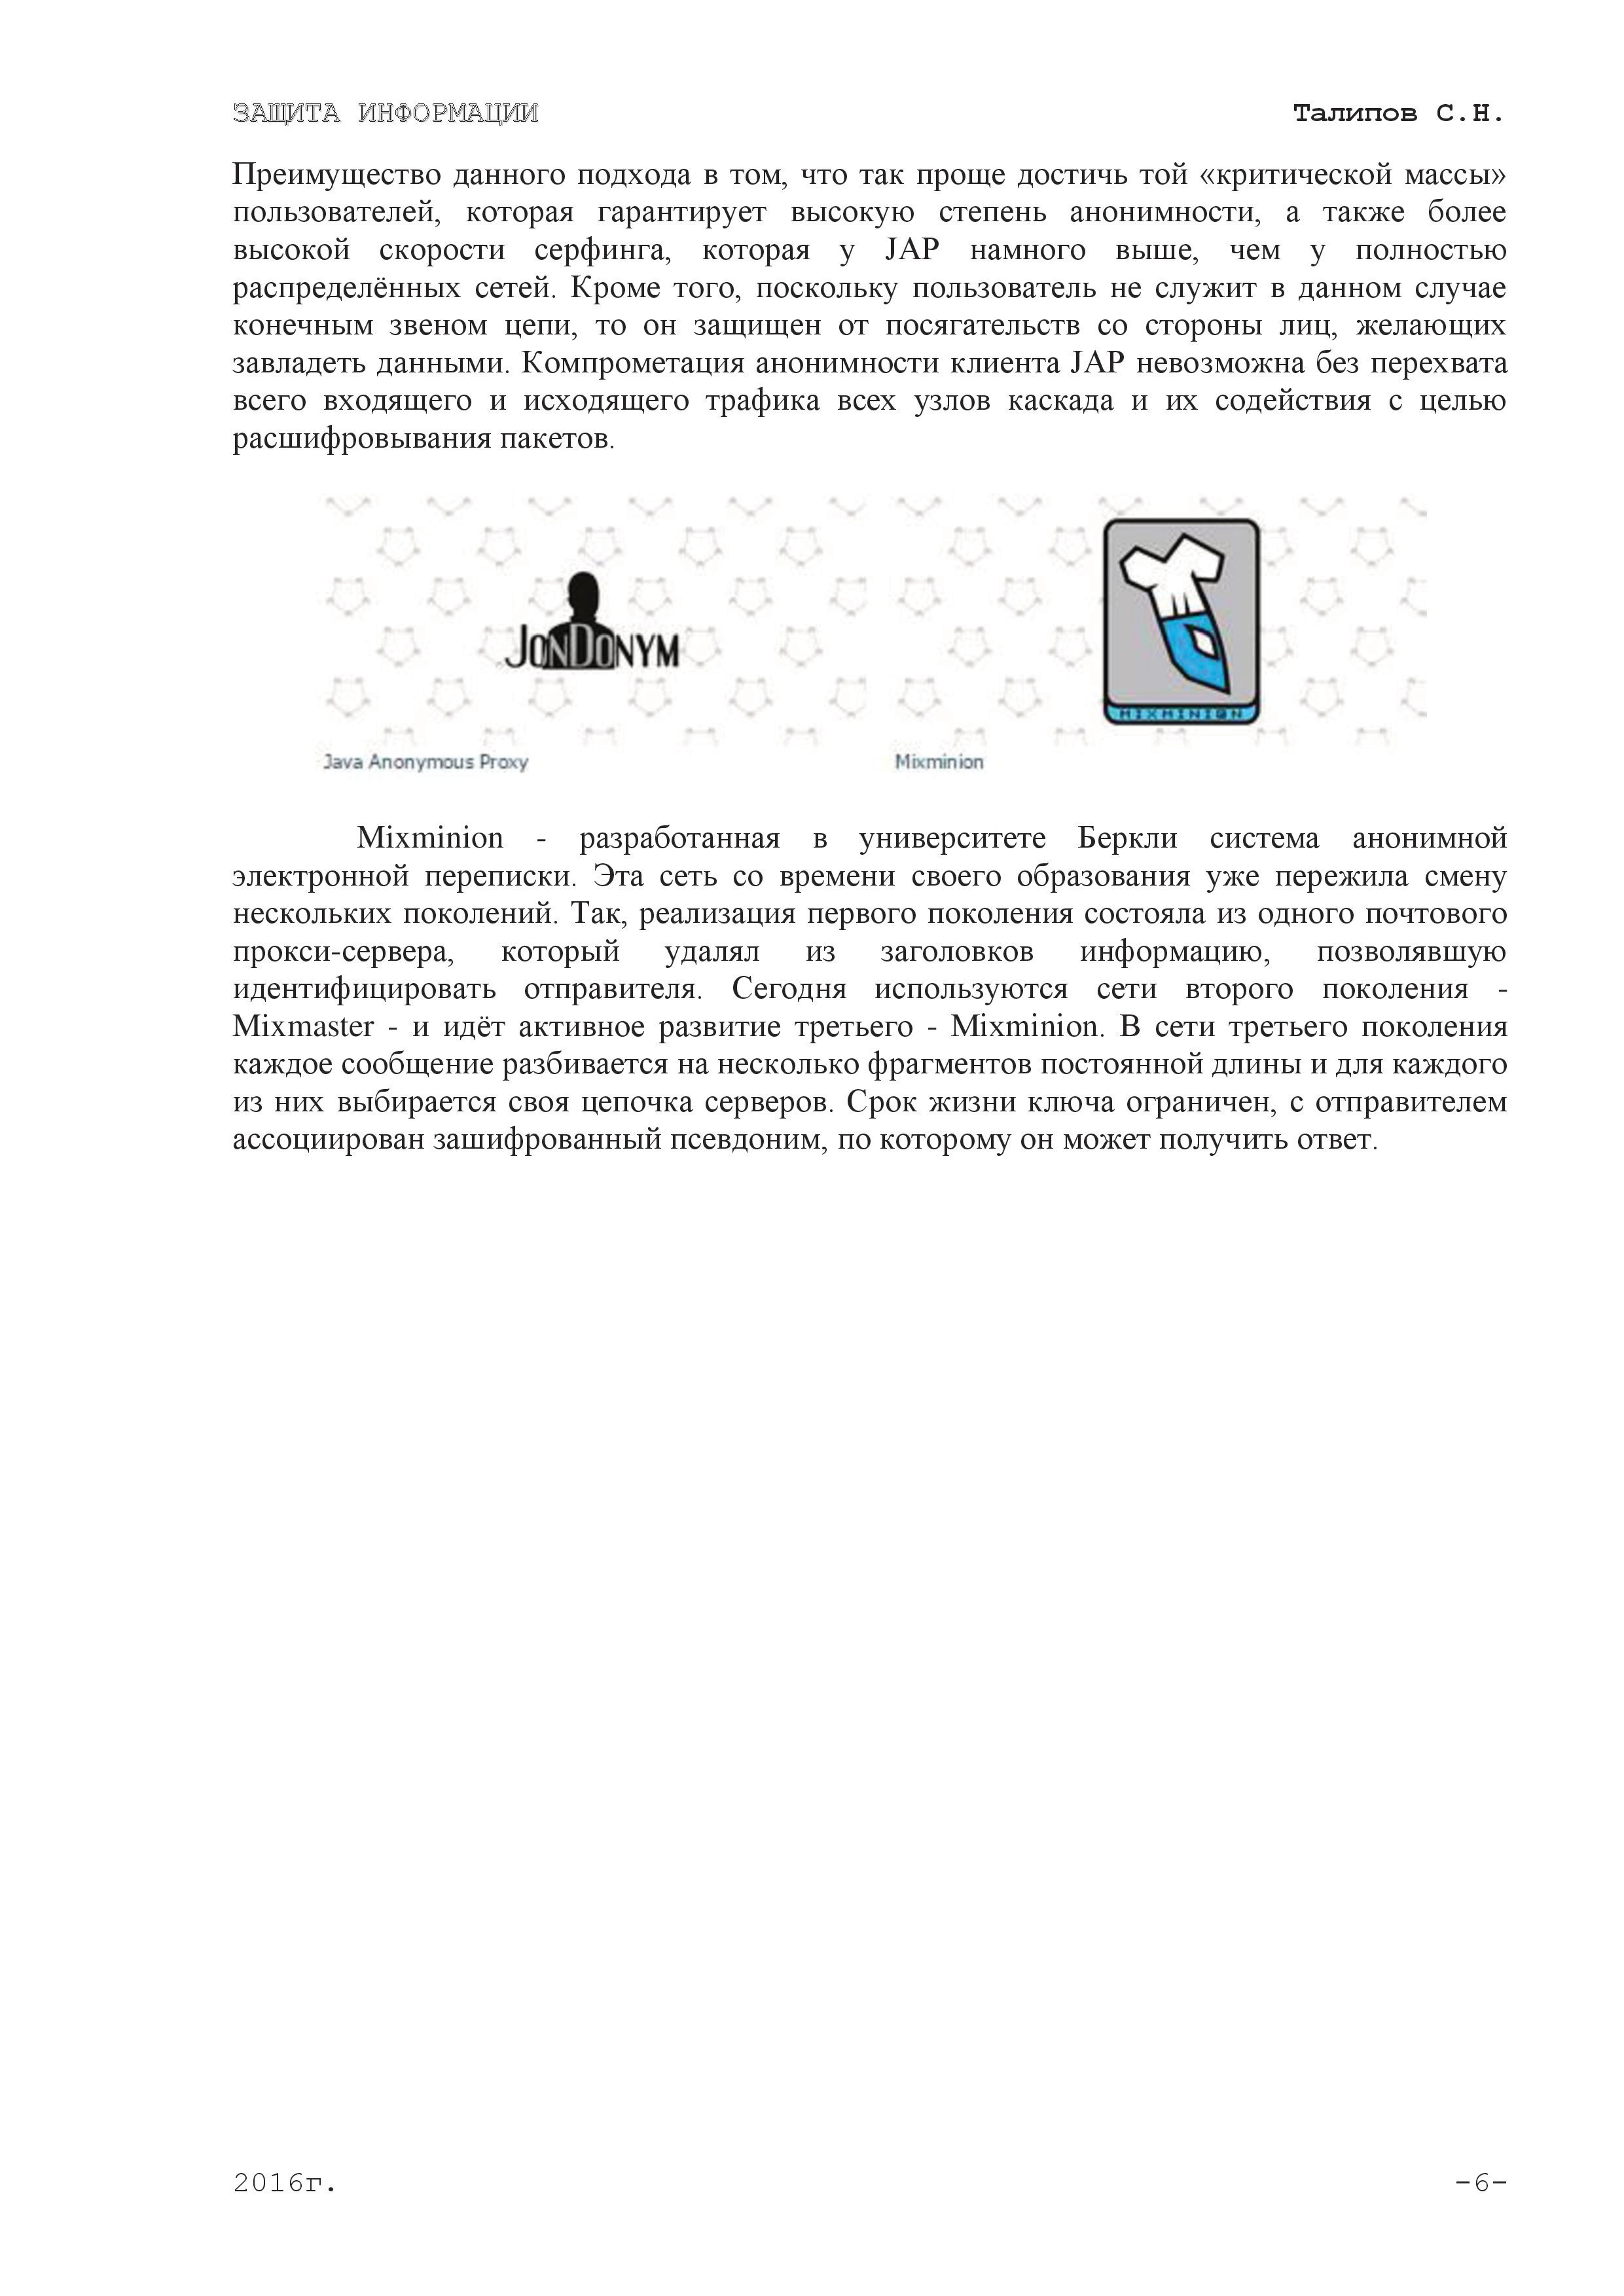 ЗАЩИТА ИНФОРМАЦИИ Талипов С.Н.
Преимущество данного подхода в том, что так проще достичь той «критической массы»
пользователей, которая гарантирует высокую степень анонимности, а также более
высокой скорости серфинга, которая у JAP намного выше, чем у полностью
распределённых сетей. Кроме того, поскольку пользователь не служит в данном случае
конечным звеном цепи, то он защищен от посягательств со стороны лиц, желающих
завладеть данными. Компрометация анонимности клиента JAP невозможна без перехвата
всего входящего и исходящего трафика всех узлов каскада и их содействия с целью
расшифровывания пакетов.
JONDONYM
MIXMINION
Java Anonymous Proxy
Mixminion
Mixminion - разработанная в университете Беркли система анонимной
электронной переписки. Эта сеть со времени своего образования уже пережила смену
нескольких поколений. Так, реализация первого поколения состояла из одного почтового
прокси-сервера, который удалял из заголовков информацию, позволявшую
идентифицировать отправителя. Сегодня используются сети второго поколения -
Mixmaster - и идёт активное развитие третьего - Mixminion. В сети третьего поколения
каждое сообщение разбивается на несколько фрагментов постоянной длины и для каждого
из них выбирается своя цепочка серверов. Срок жизни ключа ограничен, с отправителем
ассоциирован зашифрованный псевдоним, по которому он может получить ответ.
2016г. -6-